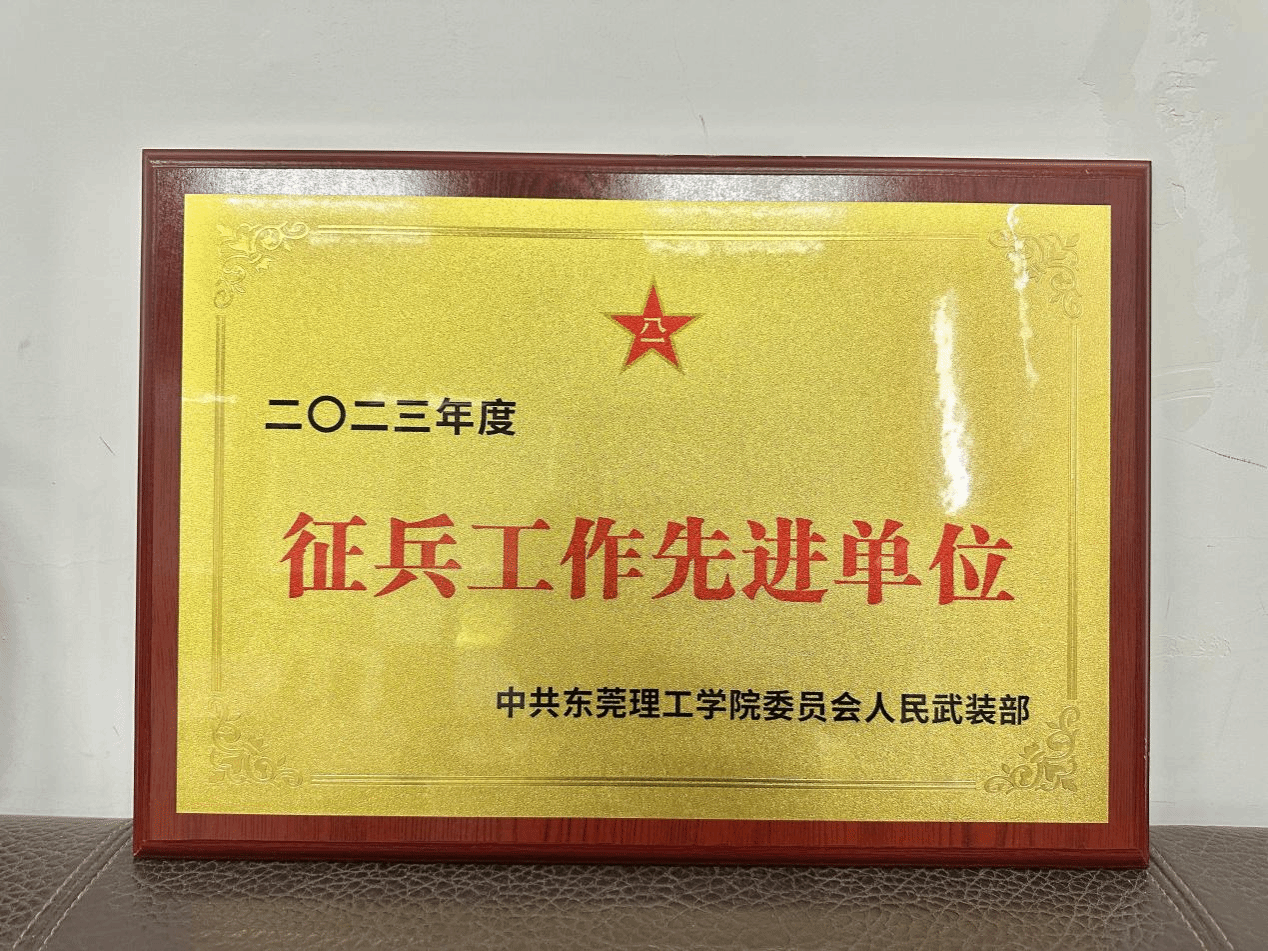 八一
二〇二三年度
征兵工作先进单位
中共东莞理工学院委员会人民武装部